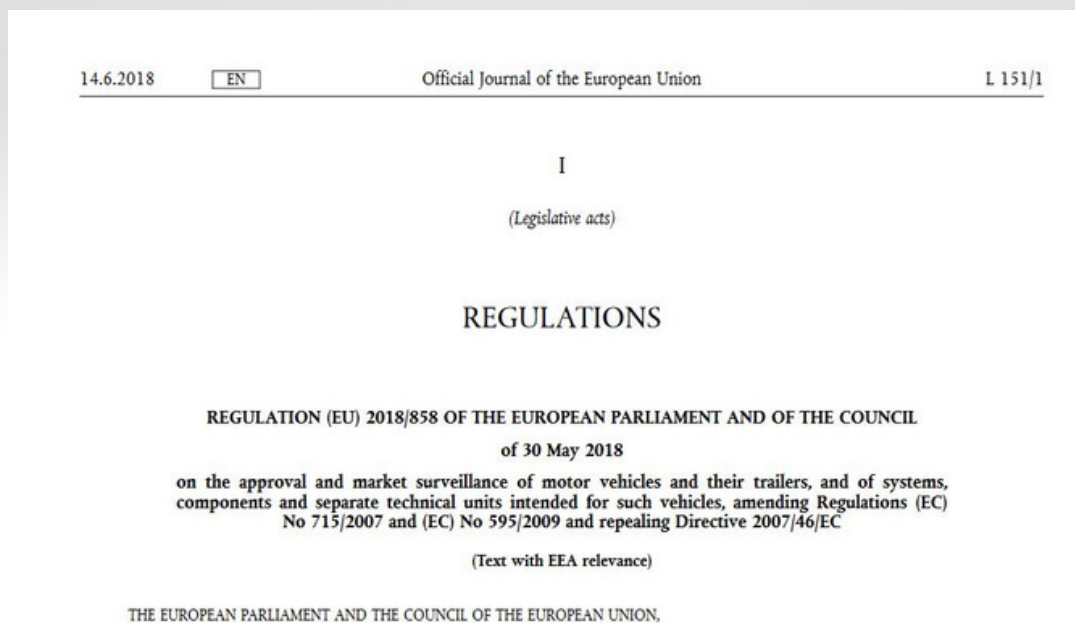 14.6.2018 EN Official Journal of the European Union L 151/1
I
(Legislative acts)
REGULATIONS
REGULATION (EU) 2018/858 OF THE EUROPEAN PARLIAMENT AND OF THE COUNCIL
of 30 May 2018
on the approval and market surveillance of motor vehicles and their trailers, and of systems,
components and separate technical units intended for such vehicles, amending Regulations (EC)
No 715/2007 and (EC) No 595/2009 and repealing Directive 2007/46/EC
(Text with EEA relevance)
THE EUROPEAN PARLIAMENT AND THE COUNCIL OF THE EUROPEAN UNION,